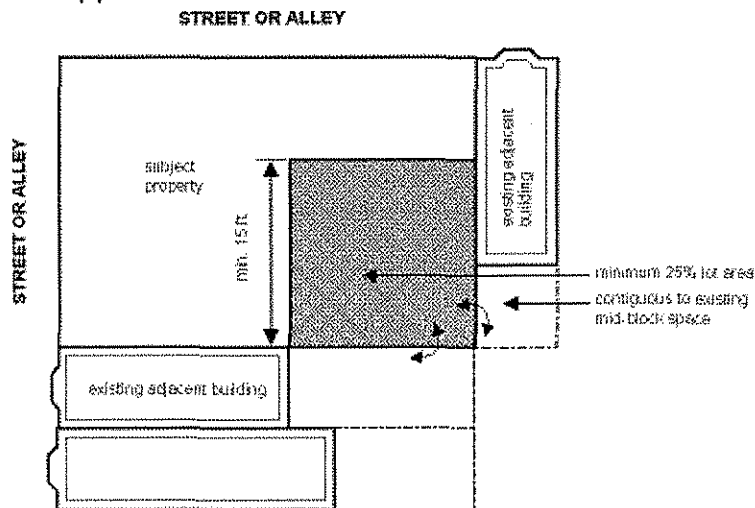 STREET OR ALLEY
STREET OR ALLEY
subject
property
min. 15 ft
existing adjacent
building
minimum 25% lot area
contiguous to existing
mid-block space
existing adjacent building